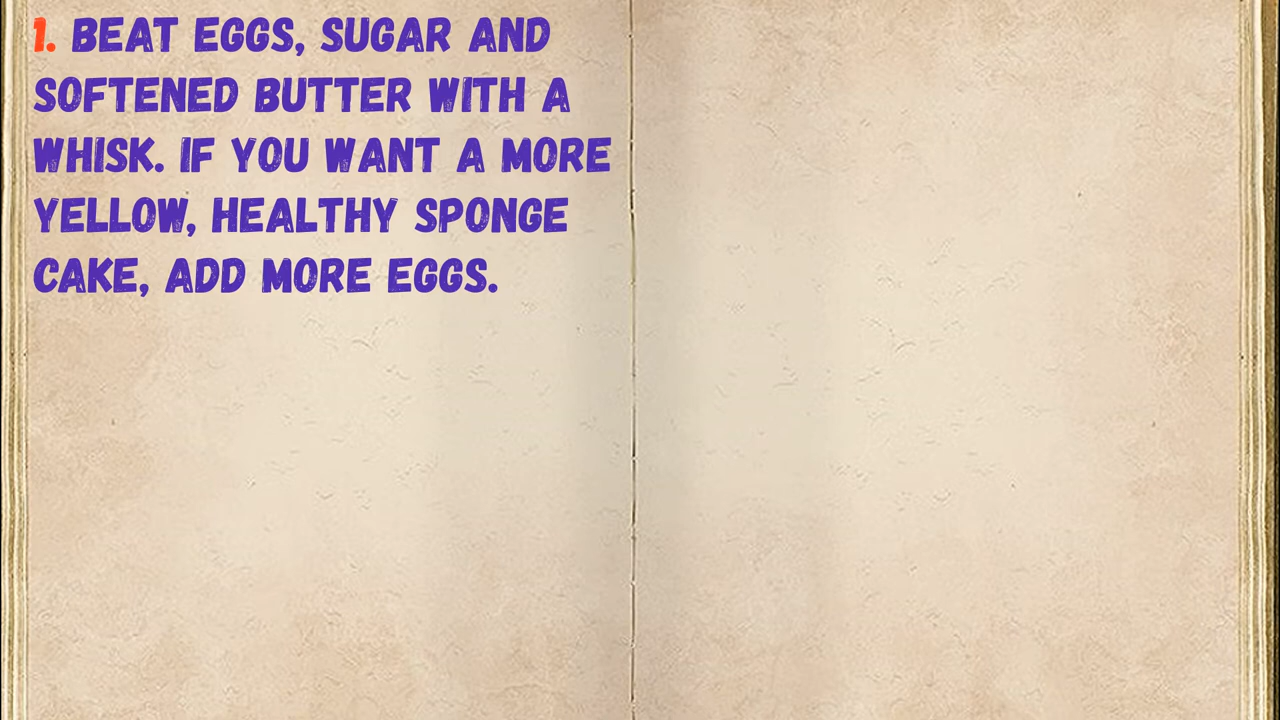 1. BEAT EGGS, SUGAR AND
SOFTENED BUTTER WITH A
WHISK. IF YOU WANT A MORE
YELLOW, HEALTHY SPONGE
CAKE, ADD MORE EGGS.